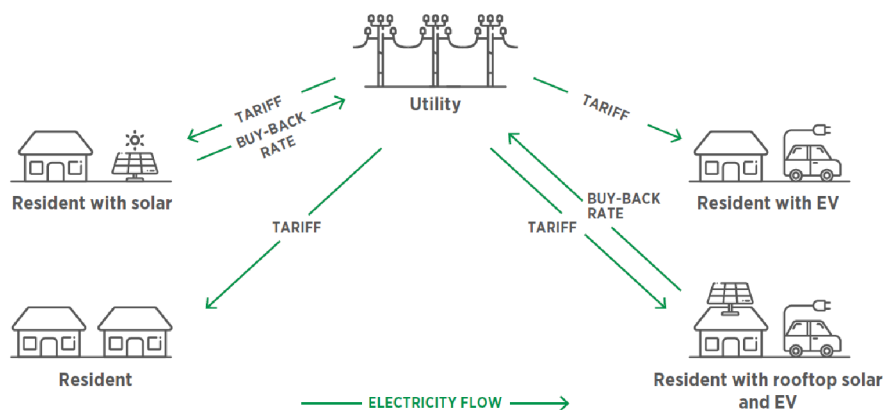 Utility
TARIFF
BUY-BACK
RATE
TARIFF
Resident with solar
Resident with EV
TARIFF
BUY-BACK
RATE
TARIFF
Resident
Resident with rooftop solar
and EV
ELECTRICITY FLOW